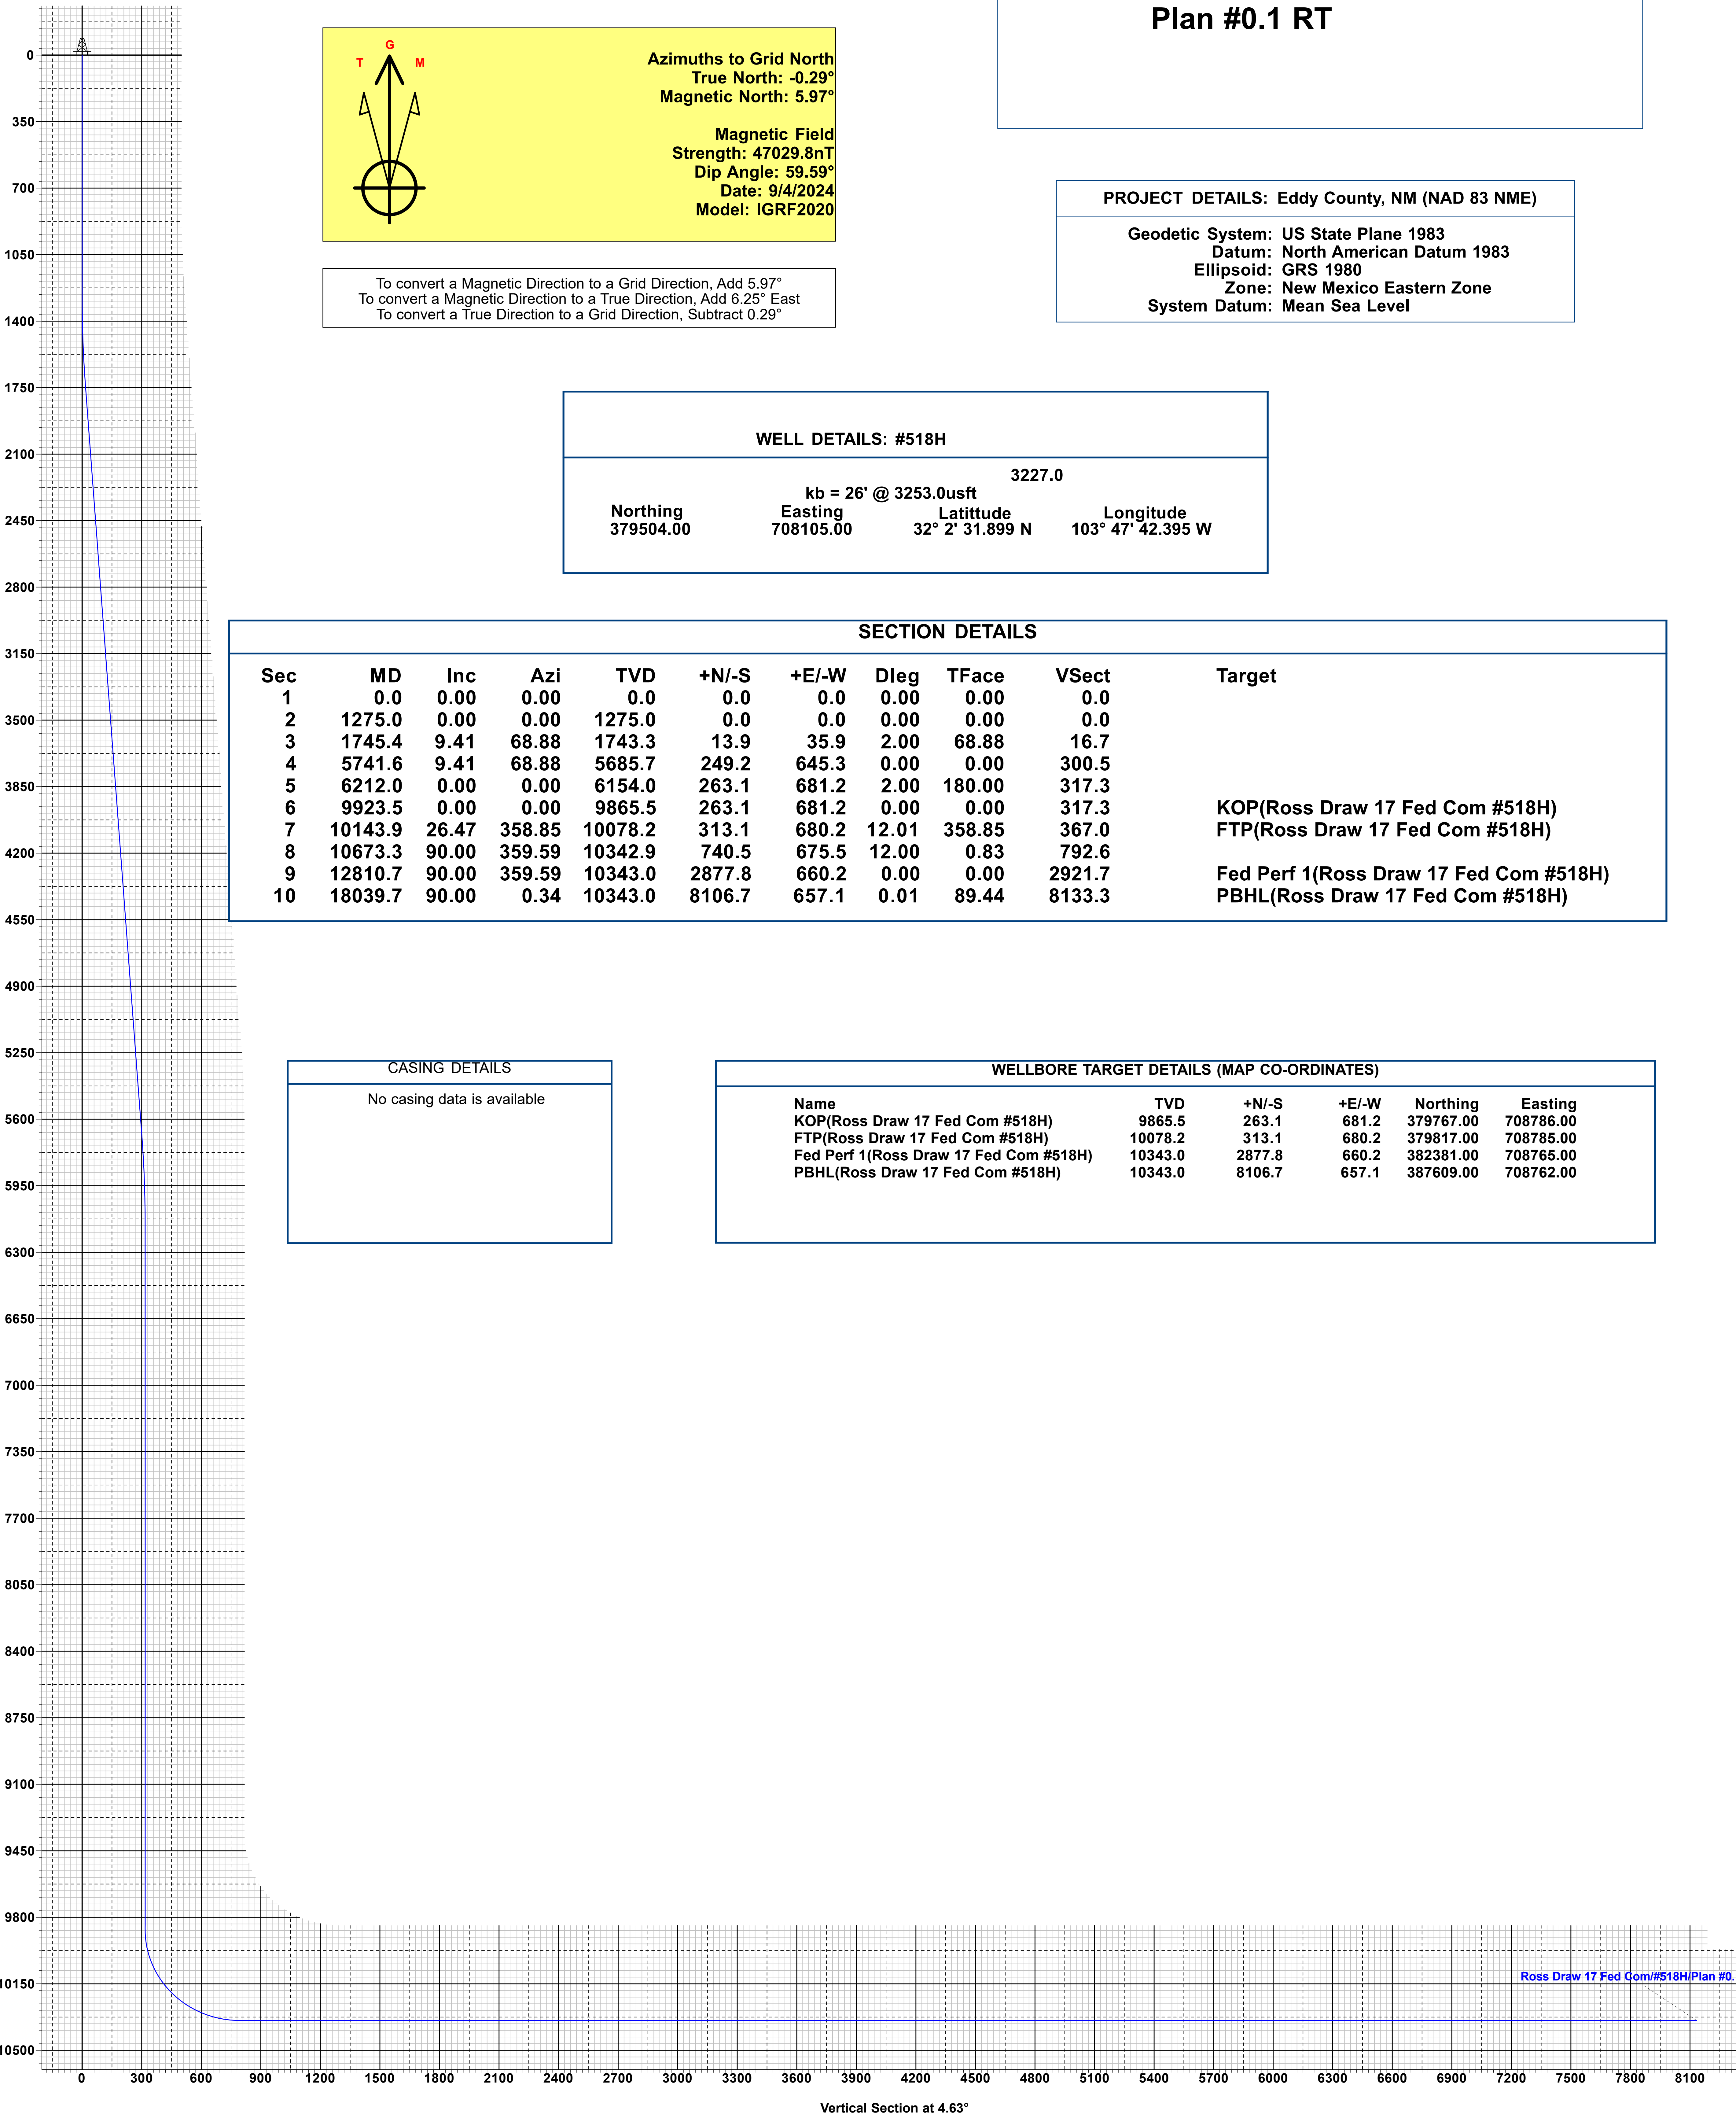 Plan #0.1 RT
G
T M
Azimuths to Grid North
True North: -0.29°
Magnetic North: 5.97°
Magnetic Field
Strength: 47029.8nT
Dip Angle: 59.59°
Date: 9/4/2024
Model: IGRF2020
To convert a Magnetic Direction to a Grid Direction, Add 5.97°
To convert a Magnetic Direction to a True Direction, Add 6.25° East
To convert a True Direction to a Grid Direction, Subtract 0.29°
PROJECT DETAILS: Eddy County, NM (NAD 83 NME)
Geodetic System: US State Plane 1983
Datum: North American Datum 1983
Ellipsoid: GRS 1980
Zone: New Mexico Eastern Zone
System Datum: Mean Sea Level
WELL DETAILS: #518H
3227.0
kb = 26' @ 3253.0usft
Northing Easting Latittude Longitude
379504.00 708105.00 32° 2' 31.899 N 103° 47' 42.395 W
SECTION DETAILS
Sec MD Inc Azi TVD +N/-S +E/-W Dleg TFace VSect Target
1 0.0 0.00 0.00 0.0 0.0 0.0 0.00 0.00 0.0
2 1275.0 0.00 0.00 1275.0 0.0 0.0 0.00 0.00 0.0
3 1745.4 9.41 68.88 1743.3 13.9 35.9 2.00 68.88 16.7
4 5741.6 9.41 68.88 5685.7 249.2 645.3 0.00 0.00 300.5
5 6212.0 0.00 0.00 6154.0 263.1 681.2 2.00 180.00 317.3
6 9923.5 0.00 0.00 9865.5 263.1 681.2 0.00 0.00 317.3 KOP(Ross Draw 17 Fed Com #518H)
7 10143.9 26.47 358.85 10078.2 313.1 680.2 12.01 358.85 367.0 FTP(Ross Draw 17 Fed Com #518H)
8 10673.3 90.00 359.59 10342.9 740.5 675.5 12.00 0.83 792.6
9 12810.7 90.00 359.59 10343.0 2877.8 660.2 0.00 0.00 2921.7 Fed Perf 1(Ross Draw 17 Fed Com #518H)
10 18039.7 90.00 0.34 10343.0 8106.7 657.1 0.01 89.44 8133.3 PBHL(Ross Draw 17 Fed Com #518H)
CASING DETAILS
No casing data is available
WELLBORE TARGET DETAILS (MAP CO-ORDINATES)
Name TVD +N/-S +E/-W Northing Easting
KOP(Ross Draw 17 Fed Com #518H) 9865.5 263.1 681.2 379767.00 708786.00
FTP(Ross Draw 17 Fed Com #518H) 10078.2 313.1 680.2 379817.00 708785.00
Fed Perf 1(Ross Draw 17 Fed Com #518H) 10343.0 2877.8 660.2 382381.00 708765.00
PBHL(Ross Draw 17 Fed Com #518H) 10343.0 8106.7 657.1 387609.00 708762.00
0
350
700
1050
1400
1750
2100
2450
2800
3150
3500
3850
4200
4550
4900
5250
5600
5950
6300
6650
7000
7350
7700
8050
8400
8750
9100
9450
9800
10150
10500
Ross Draw 17 Fed Com/#518H/Plan #0.
0 300 600 900 1200 1500 1800 2100 2400 2700 3000 3300 3600 3900 4200 4500 4800 5100 5400 5700 6000 6300 6600 6900 7200 7500 7800 8100
Vertical Section at 4.63°